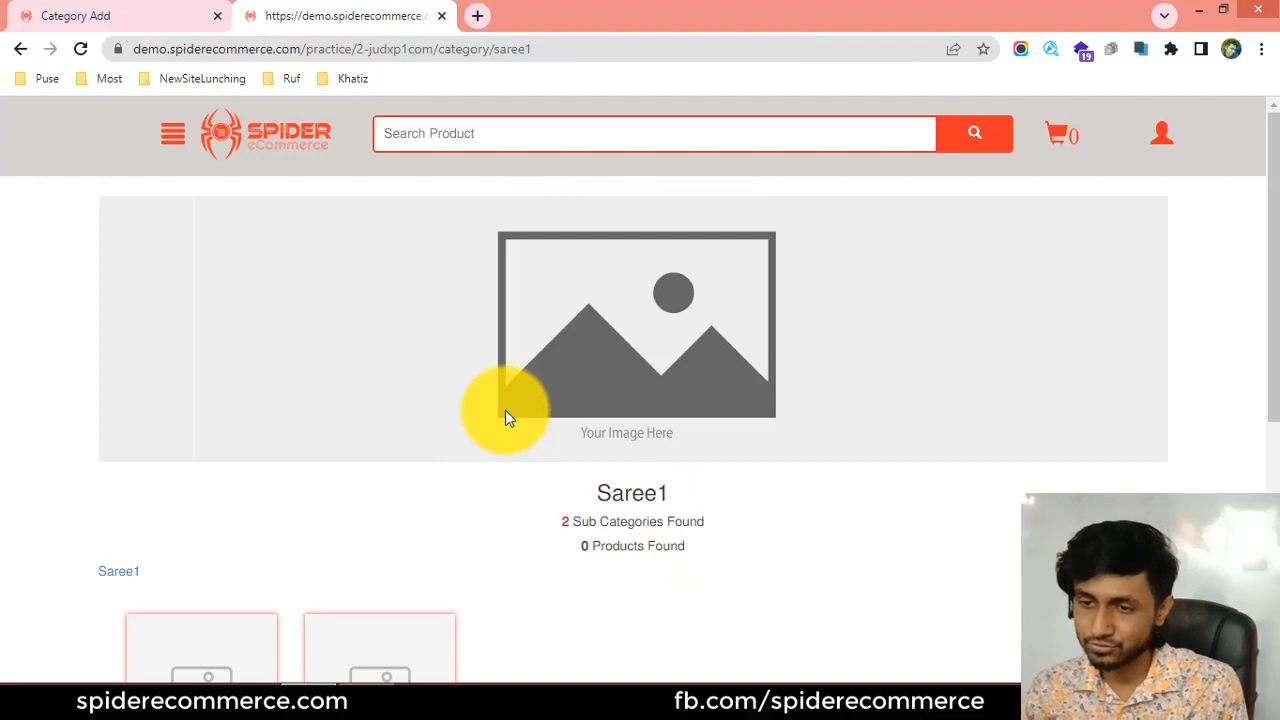 Category Add
https://demo.spiderecommerce.c
demo.spiderecommerce.com/practice/2-judxp1com/category/saree1
19
Puse
Most
NewSiteLunching
Ruf
Khatiz
SPIDER
eCommerce
Search Product
0
Your Image Here
Saree1
2 Sub Categories Found
0 Products Found
Saree1
spiderecommerce.com
fb.com/spiderecommerce